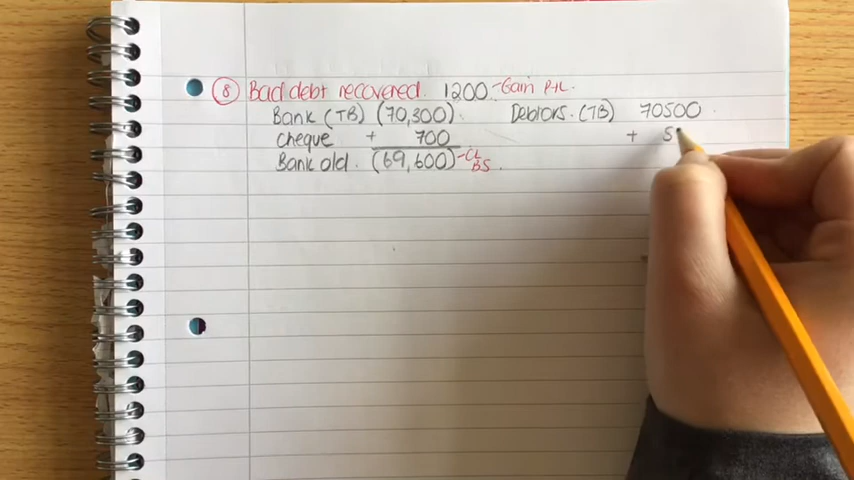 8 Bad debt recovered. 1200 - Gain P+L.
Bank (TB) (70,300). Debtors. (TB) 70500
cheque + 700 + 5
Bank old. (69,600) - CL
BS.